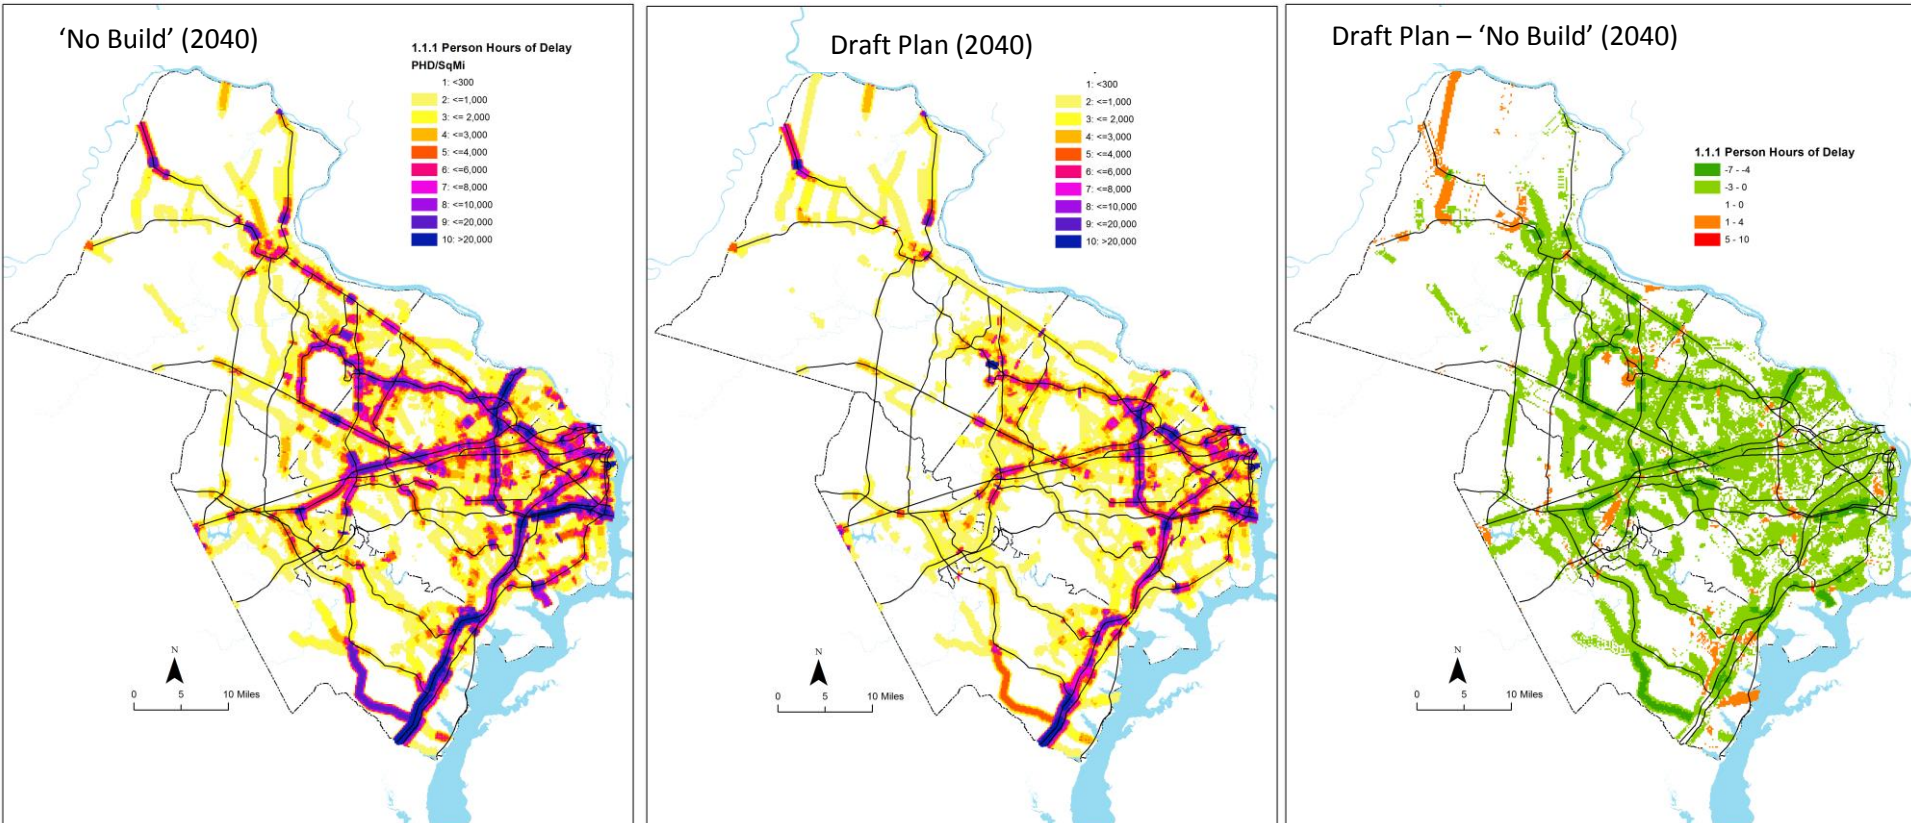 ‘No Build’ (2040)
1.1.1 Person Hours of Delay
PHD/SqMi
1: <300
2: <=1,000
3: <= 2,000
4: <=3,000
5: <=4,000
6: <=6,000
7: <=8,000
8: <=10,000
9: <=20,000
10: >20,000
N
0 5 10 Miles
Draft Plan (2040)
1: <300
2: <=1,000
3: <= 2,000
4: <=3,000
5: <=4,000
6: <=6,000
7: <=8,000
8: <=10,000
9: <=20,000
10: >20,000
N
0 5 10 Miles
Draft Plan – ‘No Build’ (2040)
1.1.1 Person Hours of Delay
-7 - -4
-3 - 0
1 - 0
1 - 4
5 - 10
N
0 5 10 Miles